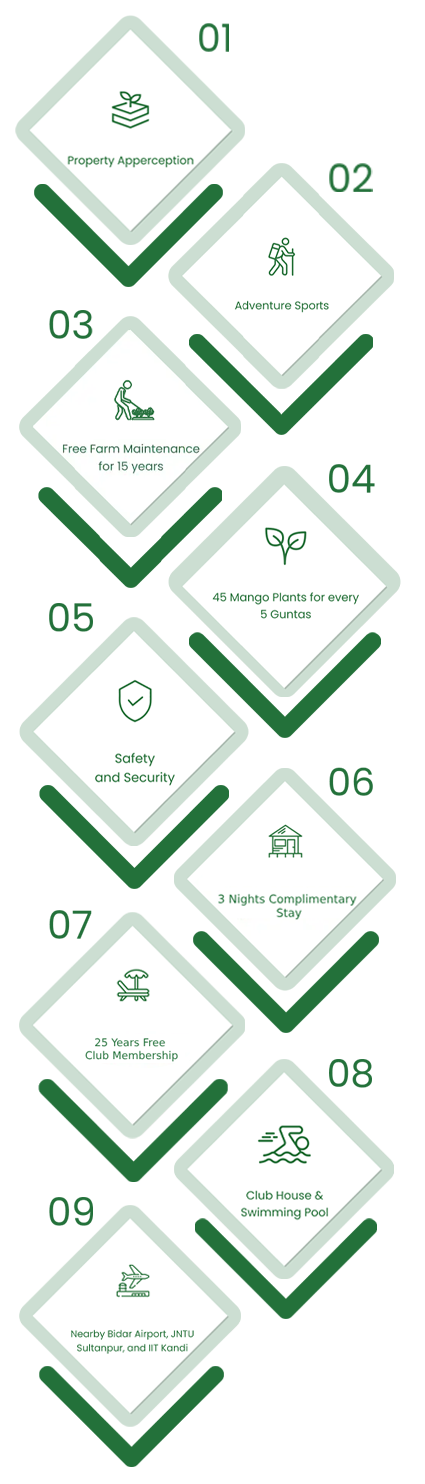 01
Property Apperception
02
Adventure Sports
03
Free Farm Maintenance
for 15 years
04
45 Mango Plants for every
5 Guntas
05
Safety
and Security
06
3 Nights Complimentary
Stay
07
25 Years Free
Club Membership
08
Club House &
Swimming Pool
09
Nearby Bidar Airport, JNTU
Sultanpur, and IIT Kandi